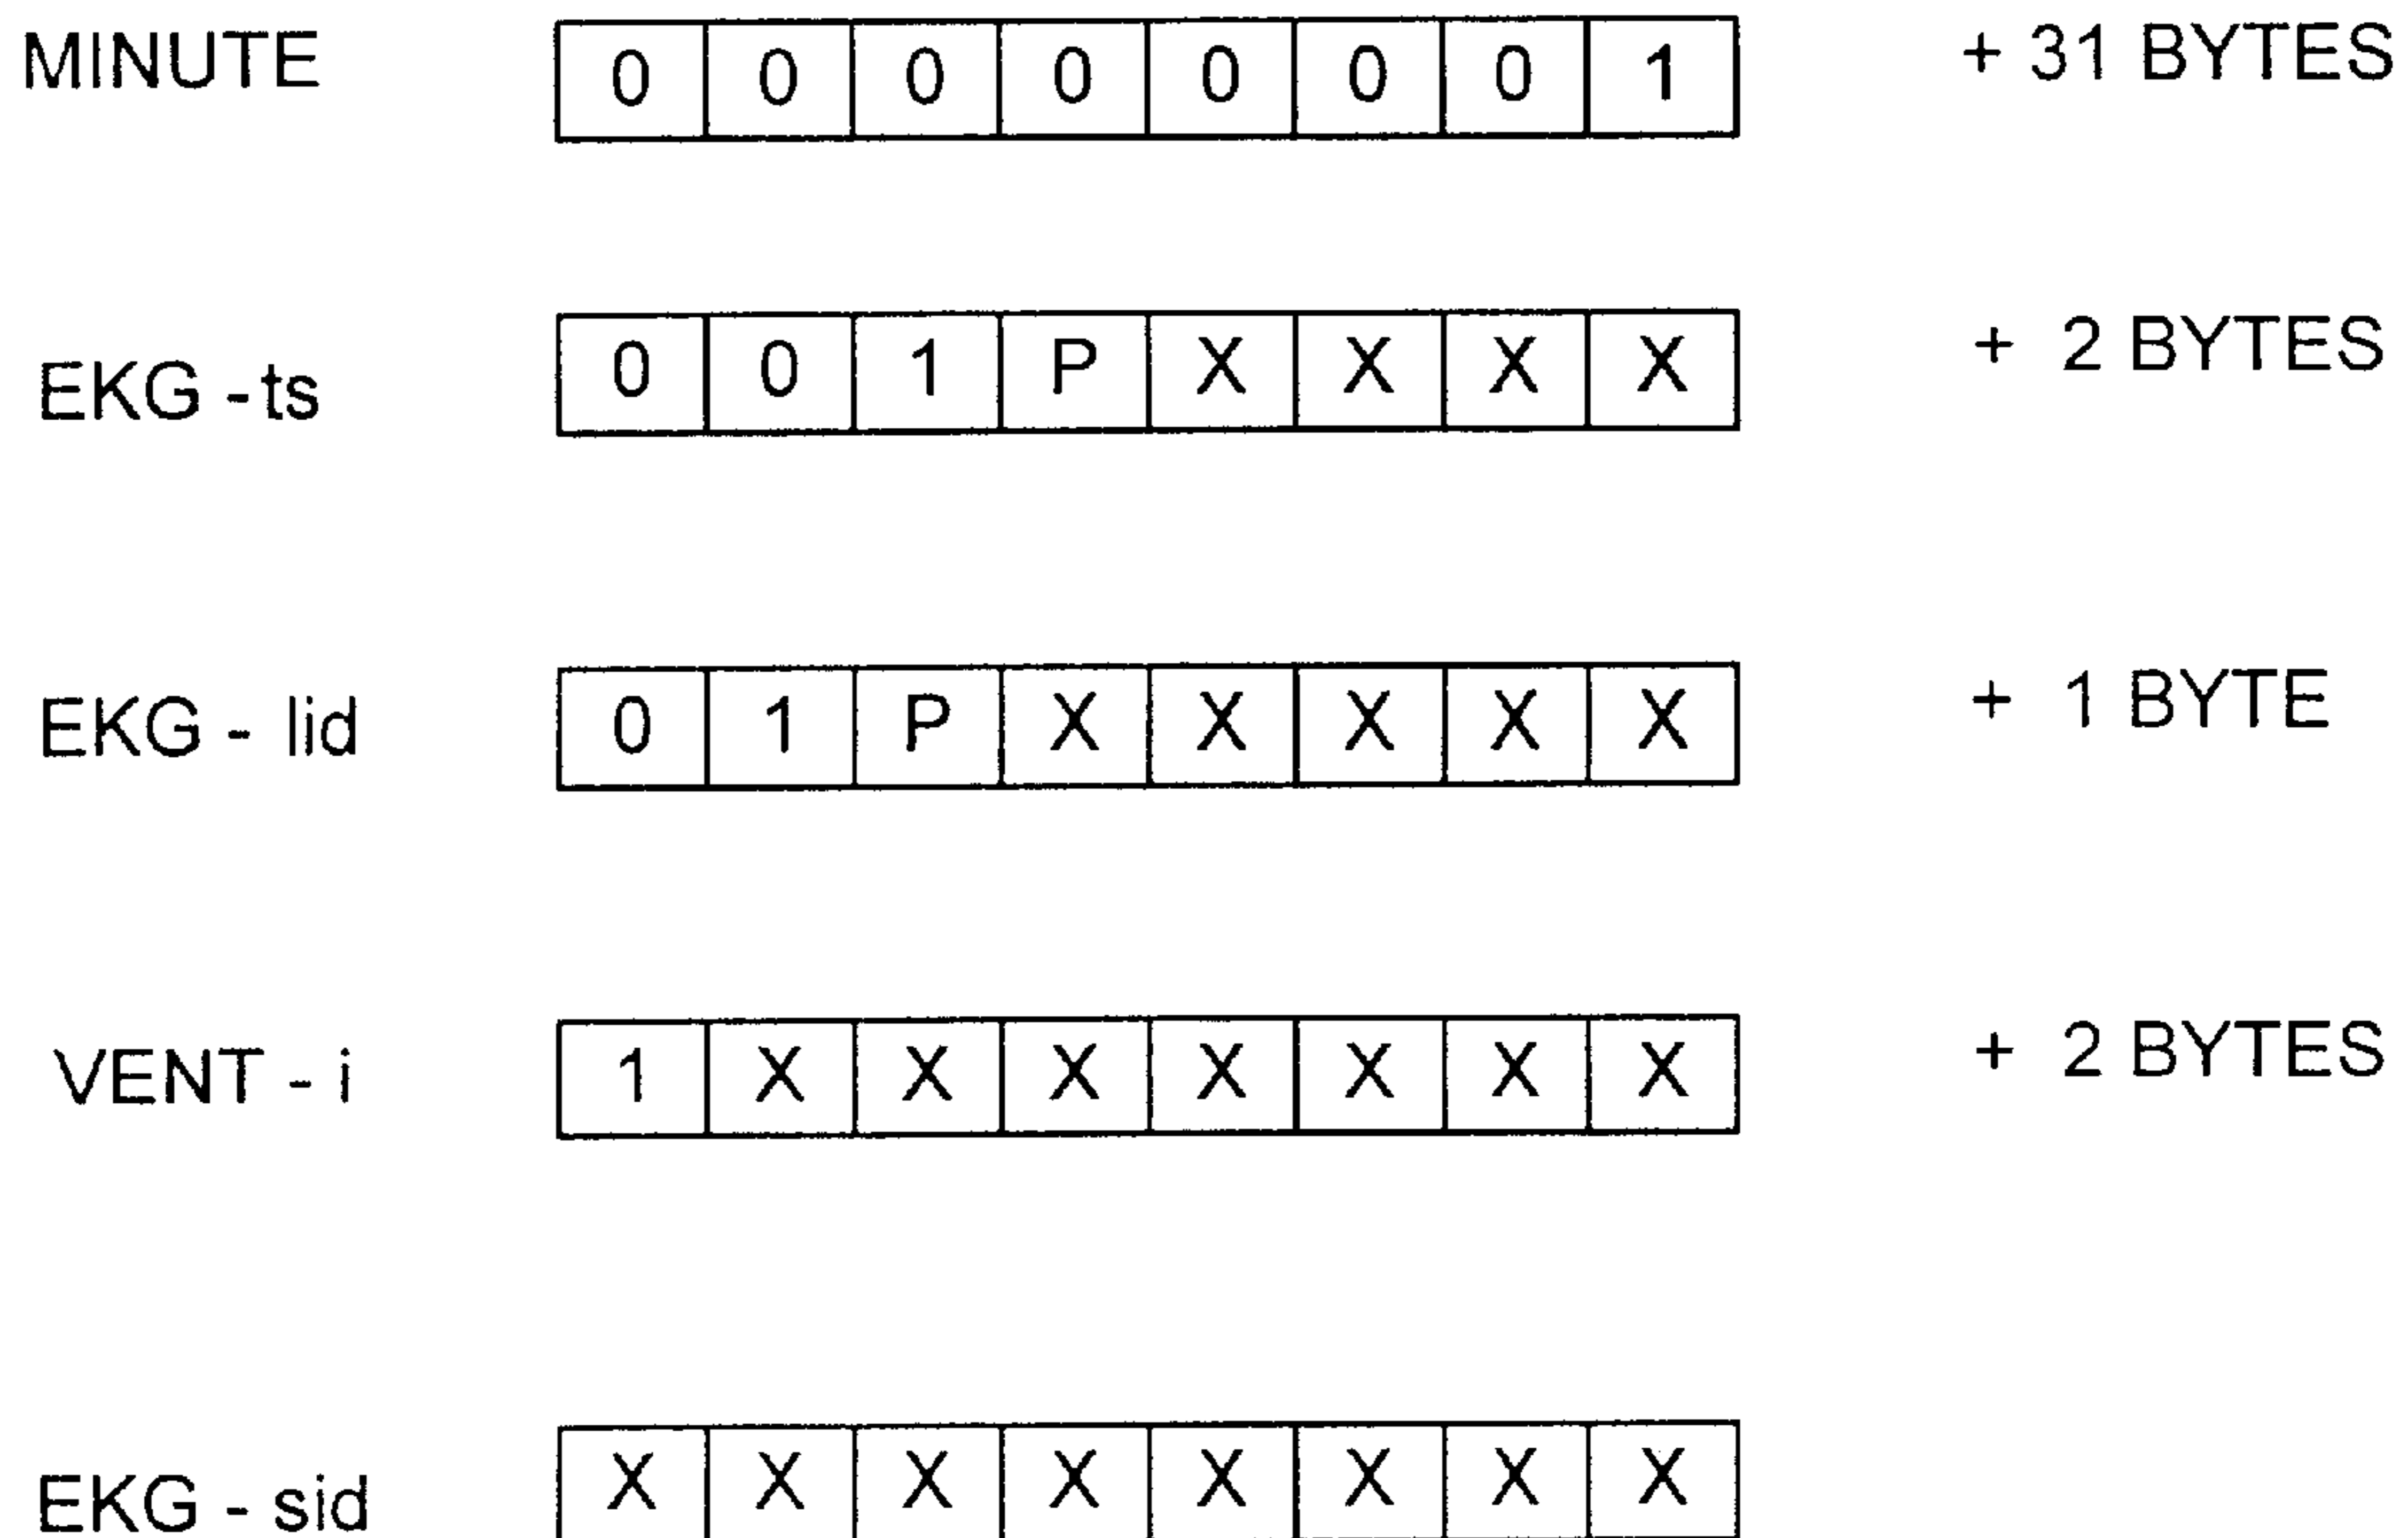 MINUTE 0 0 0 0 0 0 0 1 + 31 BYTES
EKG -ts 0 0 1 P X X X X + 2 BYTES
EKG - lid 0 1 P X X X X X + 1 BYTE
VENT - i 1 X X X X X X X + 2 BYTES
EKG - sid X X X X X X X X